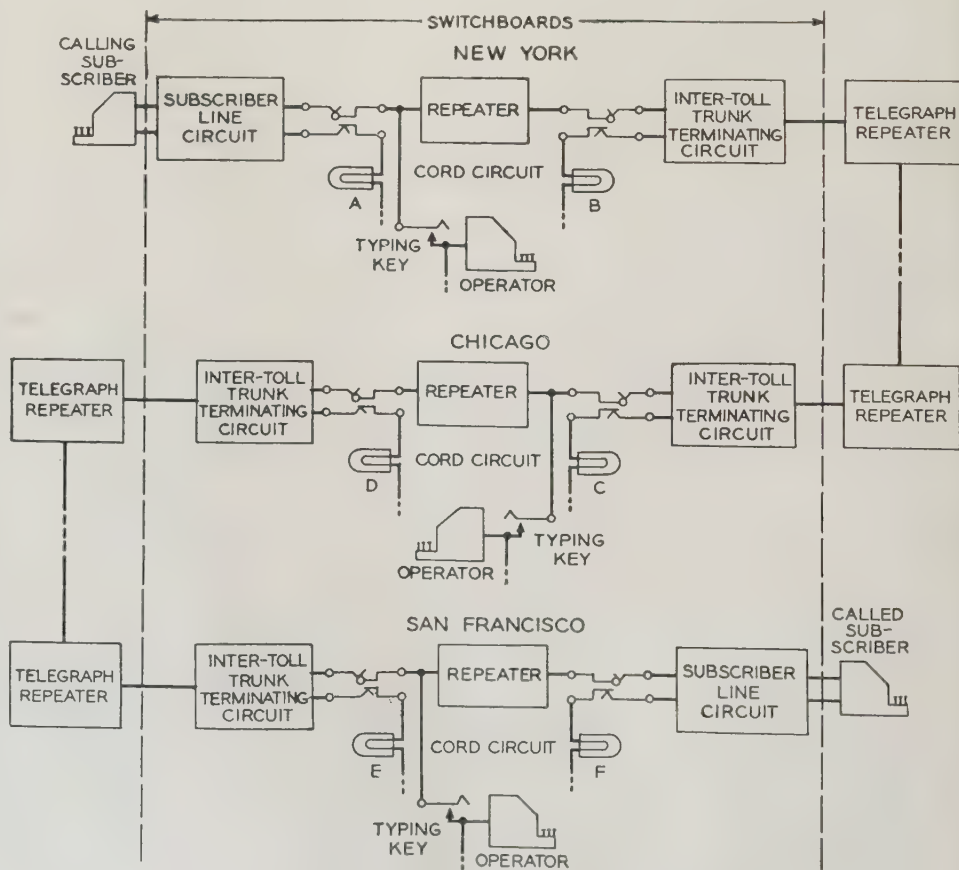 SWITCHBOARDS
NEW YORK
CALLING
SUB-
SCRIBER
SUBSCRIBER
LINE
CIRCUIT
REPEATER
INTER-TOLL
TRUNK
TERMINATING
CIRCUIT
TELEGRAPH
REPEATER
CORD CIRCUIT
A
B
TYPING
KEY
OPERATOR
CHICAGO
TELEGRAPH
REPEATER
INTER-TOLL
TRUNK
TERMINATING
CIRCUIT
REPEATER
INTER-TOLL
TRUNK
TERMINATING
CIRCUIT
TELEGRAPH
REPEATER
CORD CIRCUIT
D
C
OPERATOR
TYPING
KEY
SAN FRANCISCO
TELEGRAPH
REPEATER
INTER-TOLL
TRUNK
TERMINATING
CIRCUIT
REPEATER
SUBSCRIBER
LINE
CIRCUIT
CALLED
SUB-
SCRIBER
CORD CIRCUIT
E
F
TYPING
KEY
OPERATOR